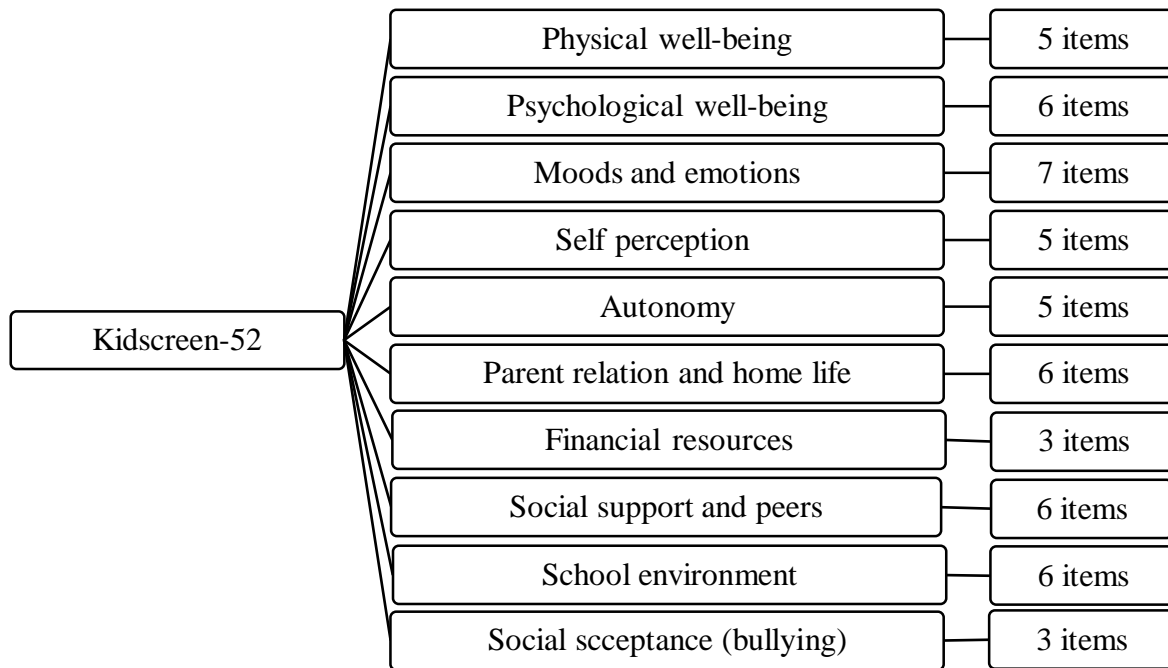 Physical well-being 5 items
Psychological well-being 6 items
Moods and emotions 7 items
Self perception 5 items
Autonomy 5 items
Kidscreen-52
Parent relation and home life 6 items
Financial resources 3 items
Social support and peers 6 items
School environment 6 items
Social scceptance (bullying) 3 items